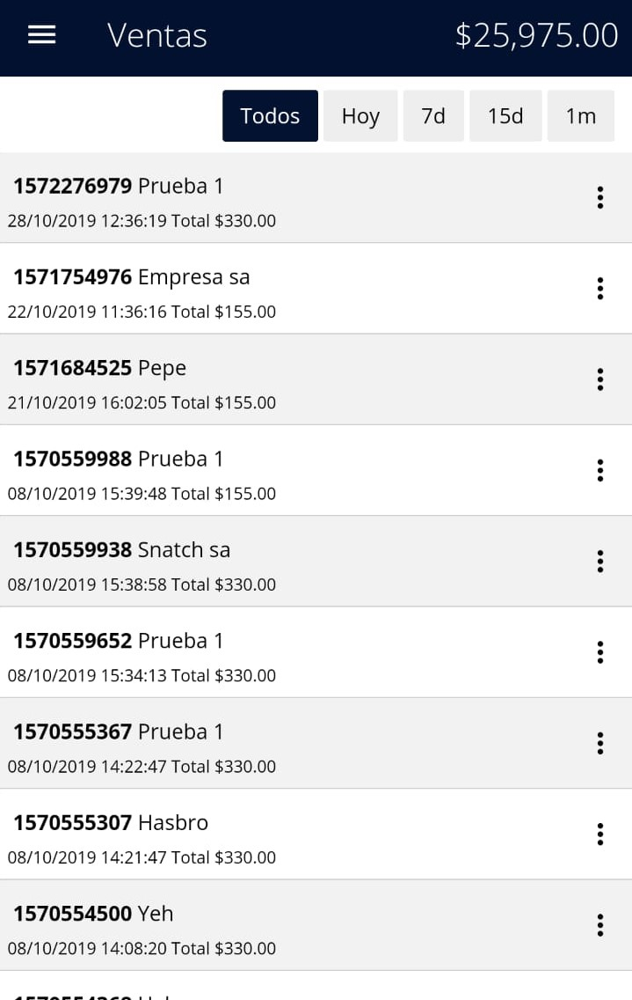 Ventas $25,975.00
Todos Hoy 7d 15d 1m
1572276979 Prueba 1
28/10/2019 12:36:19 Total $330.00
1571754976 Empresa sa
22/10/2019 11:36:16 Total $155.00
1571684525 Pepe
21/10/2019 16:02:05 Total $155.00
1570559988 Prueba 1
08/10/2019 15:39:48 Total $155.00
1570559938 Snatch sa
08/10/2019 15:38:58 Total $330.00
1570559652 Prueba 1
08/10/2019 15:34:13 Total $330.00
1570555367 Prueba 1
08/10/2019 14:22:47 Total $330.00
1570555307 Hasbro
08/10/2019 14:21:47 Total $330.00
1570554500 Yeh
08/10/2019 14:08:20 Total $330.00